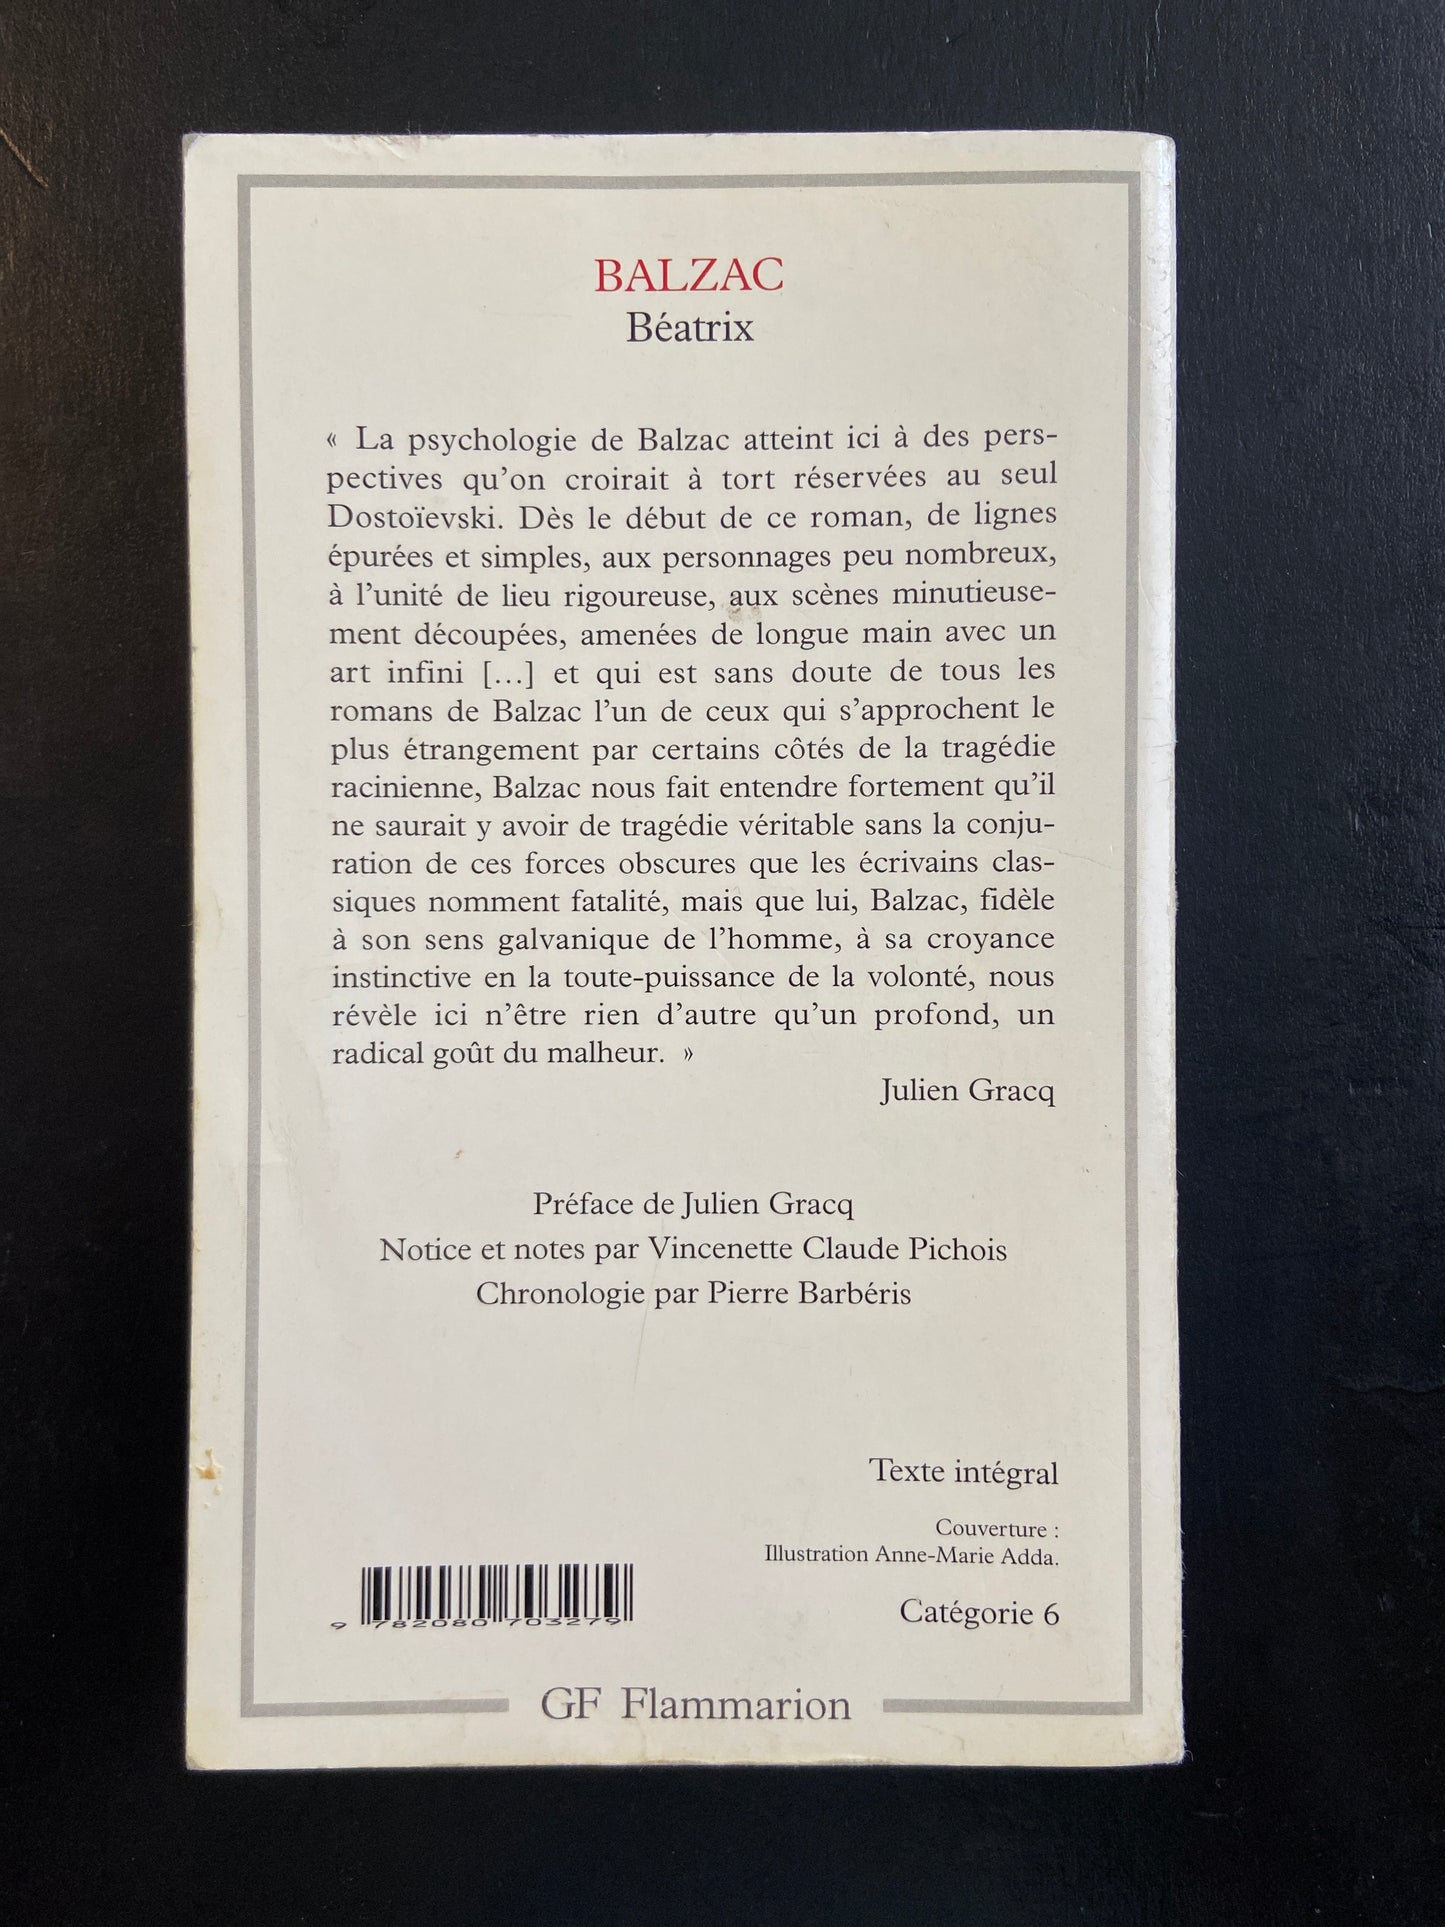 BALZAC
Béatrix
« La psychologie de Balzac atteint ici à des pers-
pectives qu’on croirait à tort réservées au seul
Dostoïevski. Dès le début de ce roman, de lignes
épurées et simples, aux personnages peu nombreux,
à l’unité de lieu rigoureuse, aux scènes minutieuse-
ment découpées, amenées de longue main avec un
art infini [...] et qui est sans doute de tous les
romans de Balzac l’un de ceux qui s’approchent le
plus étrangement par certains côtés de la tragédie
racinienne, Balzac nous fait entendre fortement qu’il
ne saurait y avoir de tragédie véritable sans la conju-
ration de ces forces obscures que les écrivains clas-
siques nomment fatalité, mais que lui, Balzac, fidèle
à son sens galvanique de l’homme, à sa croyance
instinctive en la toute-puissance de la volonté, nous
révèle ici n’être rien d’autre qu’un profond, un
radical goût du malheur. »
Julien Gracq
Préface de Julien Gracq
Notice et notes par Vincenette Claude Pichois
Chronologie par Pierre Barbéris
Texte intégral
Couverture :
Illustration Anne-Marie Adda.
Catégorie 6
9 782080 703279
GF Flammarion